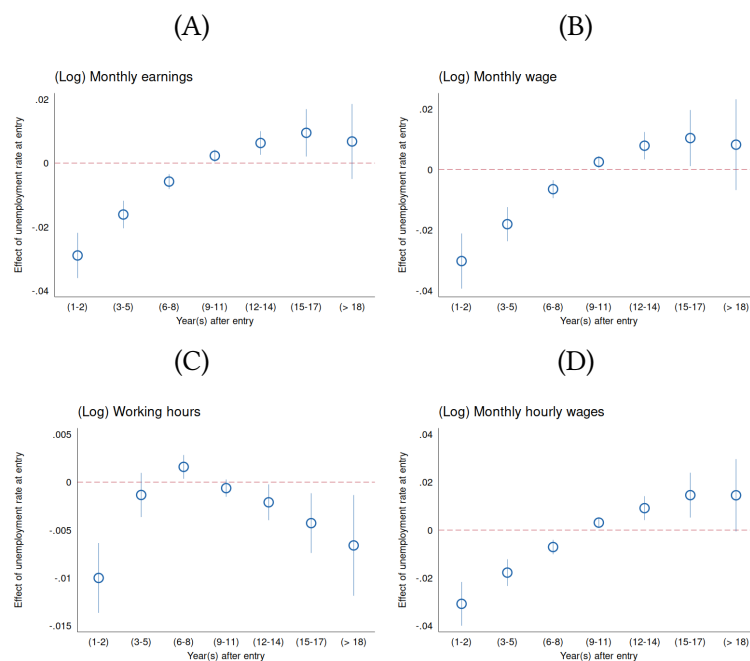 (A)
(Log) Monthly earnings
Effect of unemployment rate at entry
.02
0
-.02
-.04
(1-2) (3-5) (6-8) (9-11) (12-14) (15-17) (> 18)
Year(s) after entry
(B)
(Log) Monthly wage
Effect of unemployment rate at entry
.02
0
-.02
-.04
(1-2) (3-5) (6-8) (9-11) (12-14) (15-17) (> 18)
Year(s) after entry
(C)
(Log) Working hours
Effect of unemployment rate at entry
.005
0
-.005
-.01
-.015
(1-2) (3-5) (6-8) (9-11) (12-14) (15-17) (> 18)
Year(s) after entry
(D)
(Log) Monthly hourly wages
Effect of unemployment rate at entry
.04
.02
0
-.02
-.04
(1-2) (3-5) (6-8) (9-11) (12-14) (15-17) (> 18)
Year(s) after entry